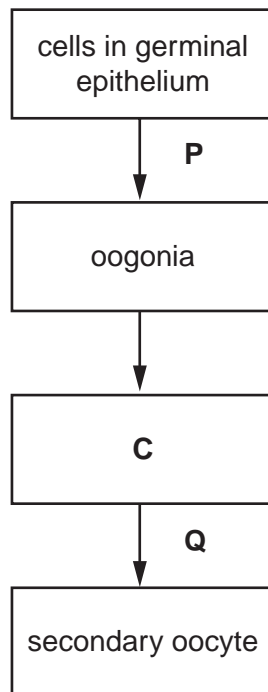 cells in germinal
epithelium
P
oogonia
C
Q
secondary oocyte